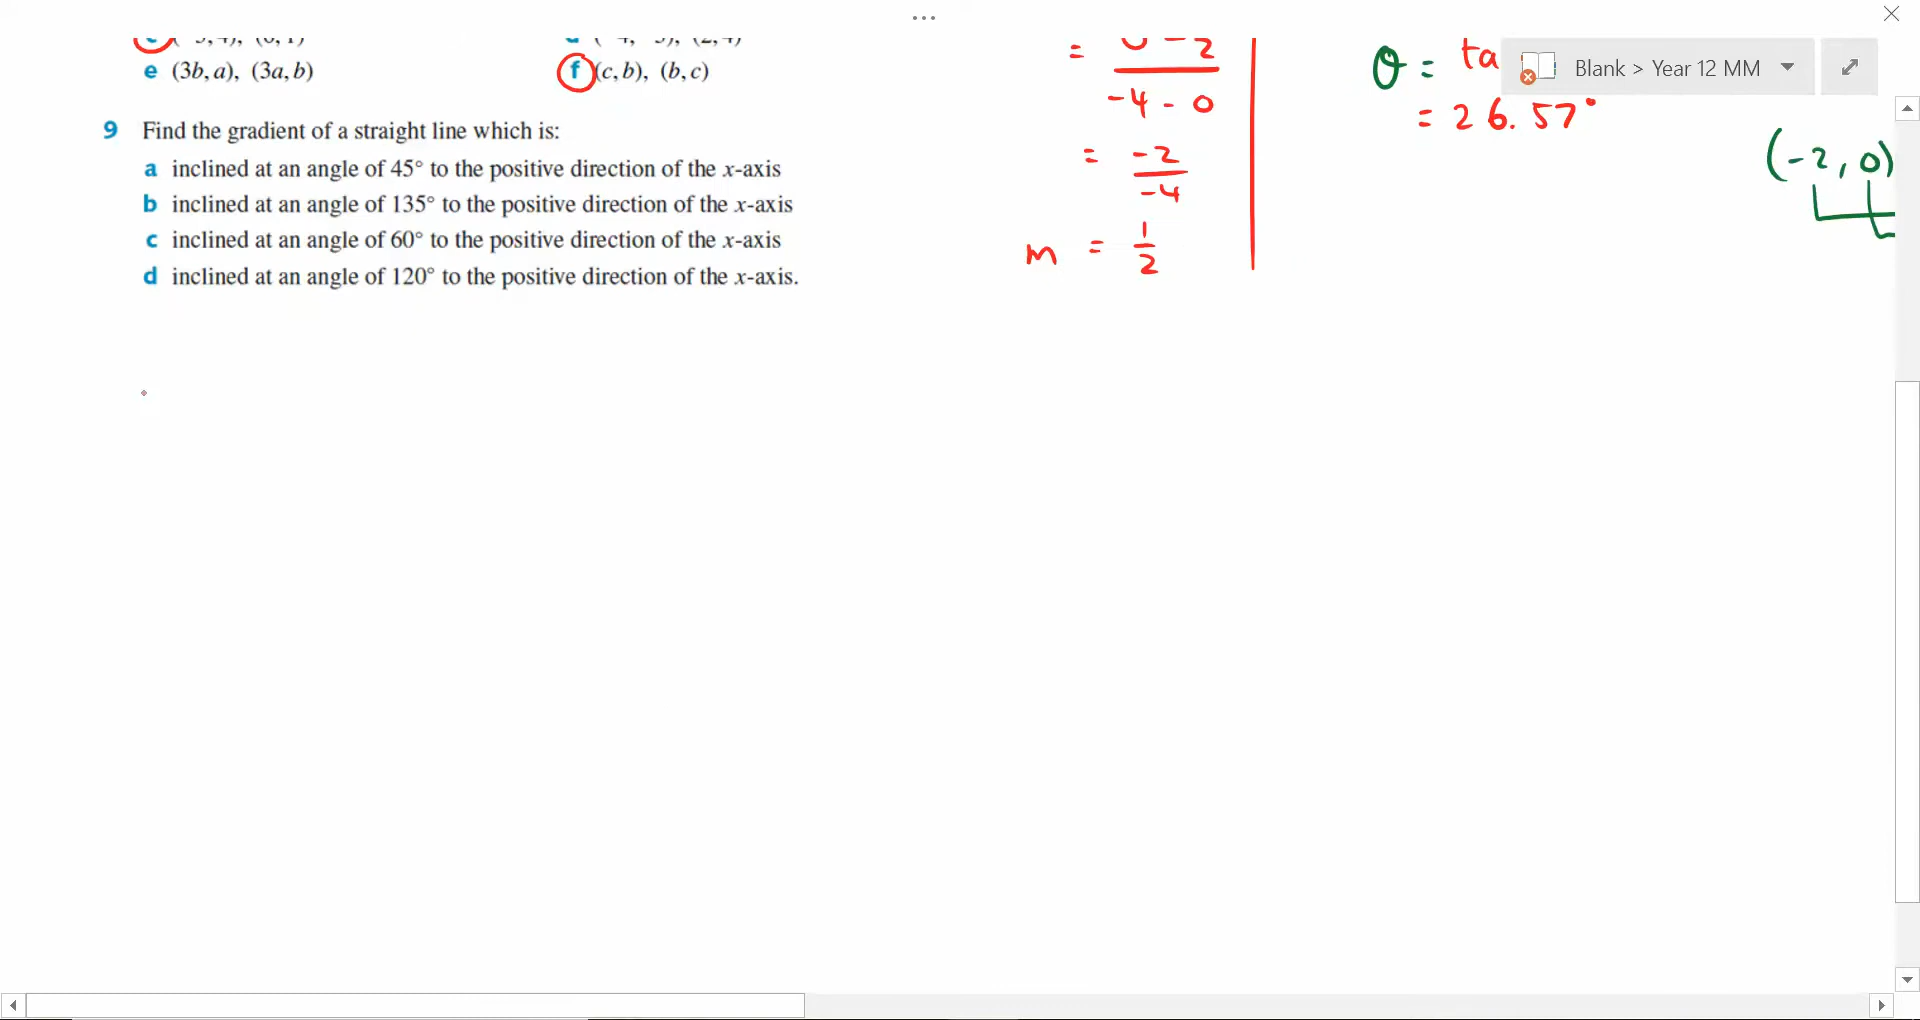 e (3b, a), (3a, b)
f (c, b), (b, c)
9 Find the gradient of a straight line which is:
a inclined at an angle of 45° to the positive direction of the x-axis
b inclined at an angle of 135° to the positive direction of the x-axis
c inclined at an angle of 60° to the positive direction of the x-axis
d inclined at an angle of 120° to the positive direction of the x-axis.
-4 - 0
= -2
-4
m = 1
2
θ = ta
= 26.57°
Blank > Year 12 MM
(-2, 0)